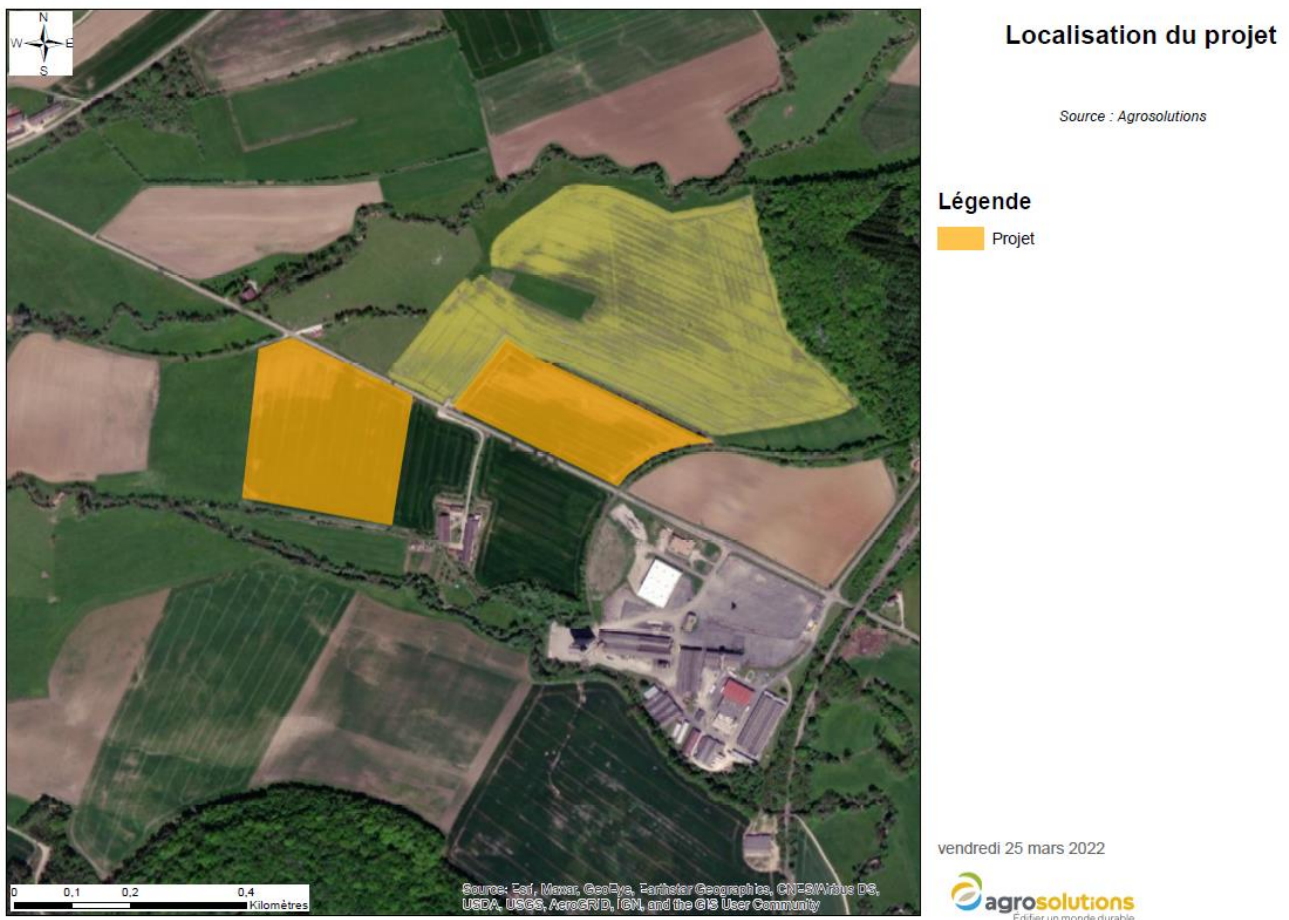 N
W E
S
Localisation du projet
Source : Agrosolutions
Légende
Projet
0 0,1 0,2 0,4
Kilomètres
Source: Esri, Maxar, GeoEye, Earthstar Geographics, CNES/Airbus DS,
USDA, USGS, AeroGRID, IGN, and the GIS User Community
vendredi 25 mars 2022
agrosolutions
Édifier un monde durable